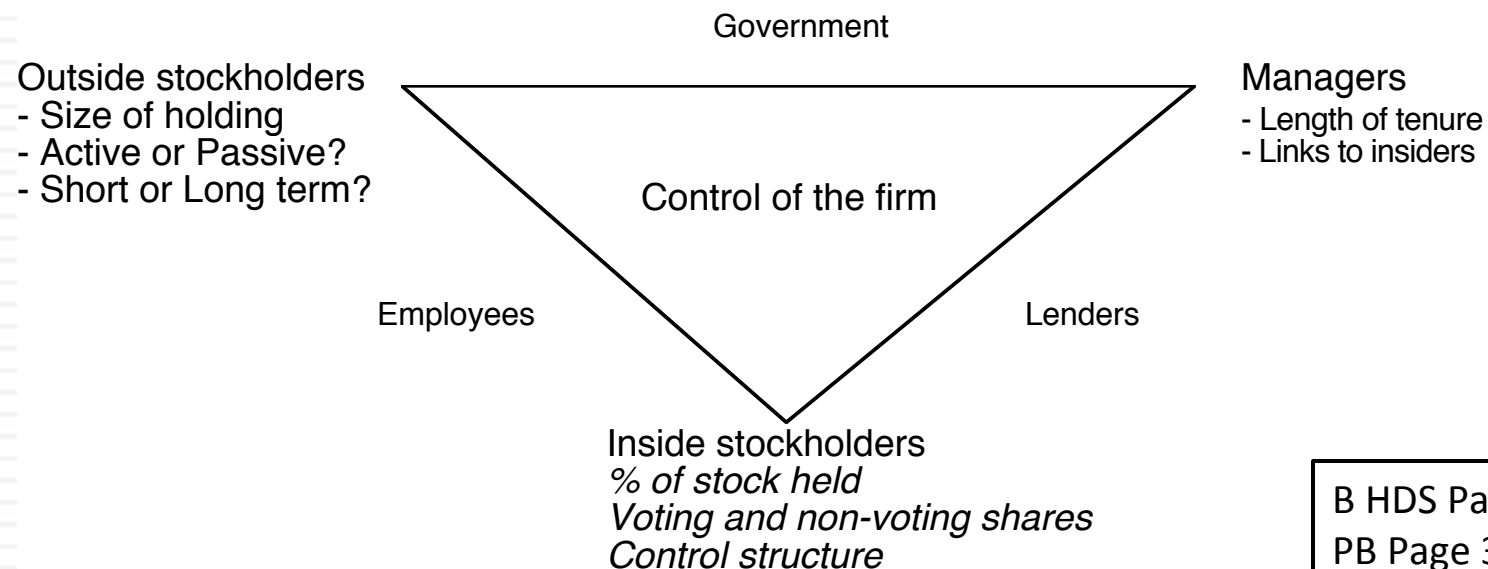 Government
Outside stockholders
- Size of holding
- Active or Passive?
- Short or Long term?
Managers
- Length of tenure
- Links to insiders
Control of the firm
Employees
Lenders
Inside stockholders
% of stock held
Voting and non-voting shares
Control structure
B HDS
PB Page